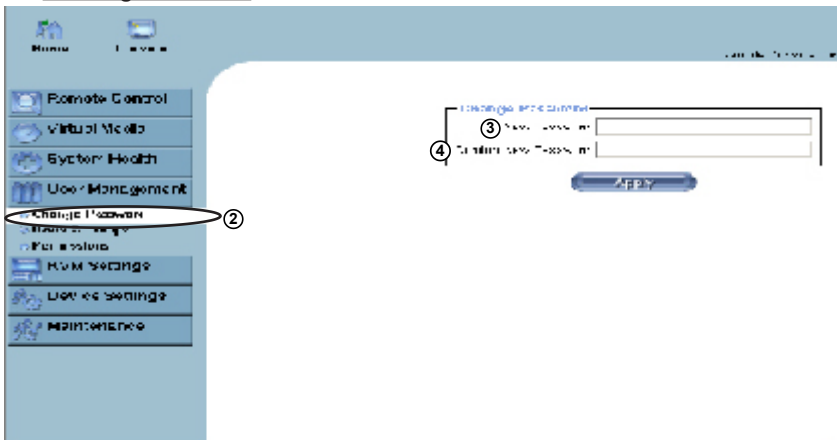 Home
Console
Remote Control
Virtual Media
System Health
User Management
Change Password
②
Permissions
KVM Settings
Device Settings
Maintenance
Change Password
③ New Password
④ Confirm New Password
Apply